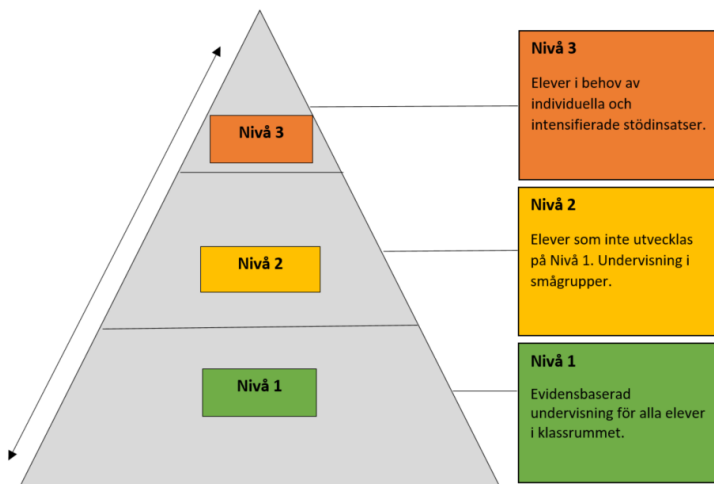 Nivå 3
Nivå 2
Nivå 1
Nivå 3
Elever i behov av
individuella och
intensifierade stödinsatser.
Nivå 2
Elever som inte utvecklas
på Nivå 1. Undervisning i
smågrupper.
Nivå 1
Evidensbaserad
undervisning för alla elever
i klassrummet.